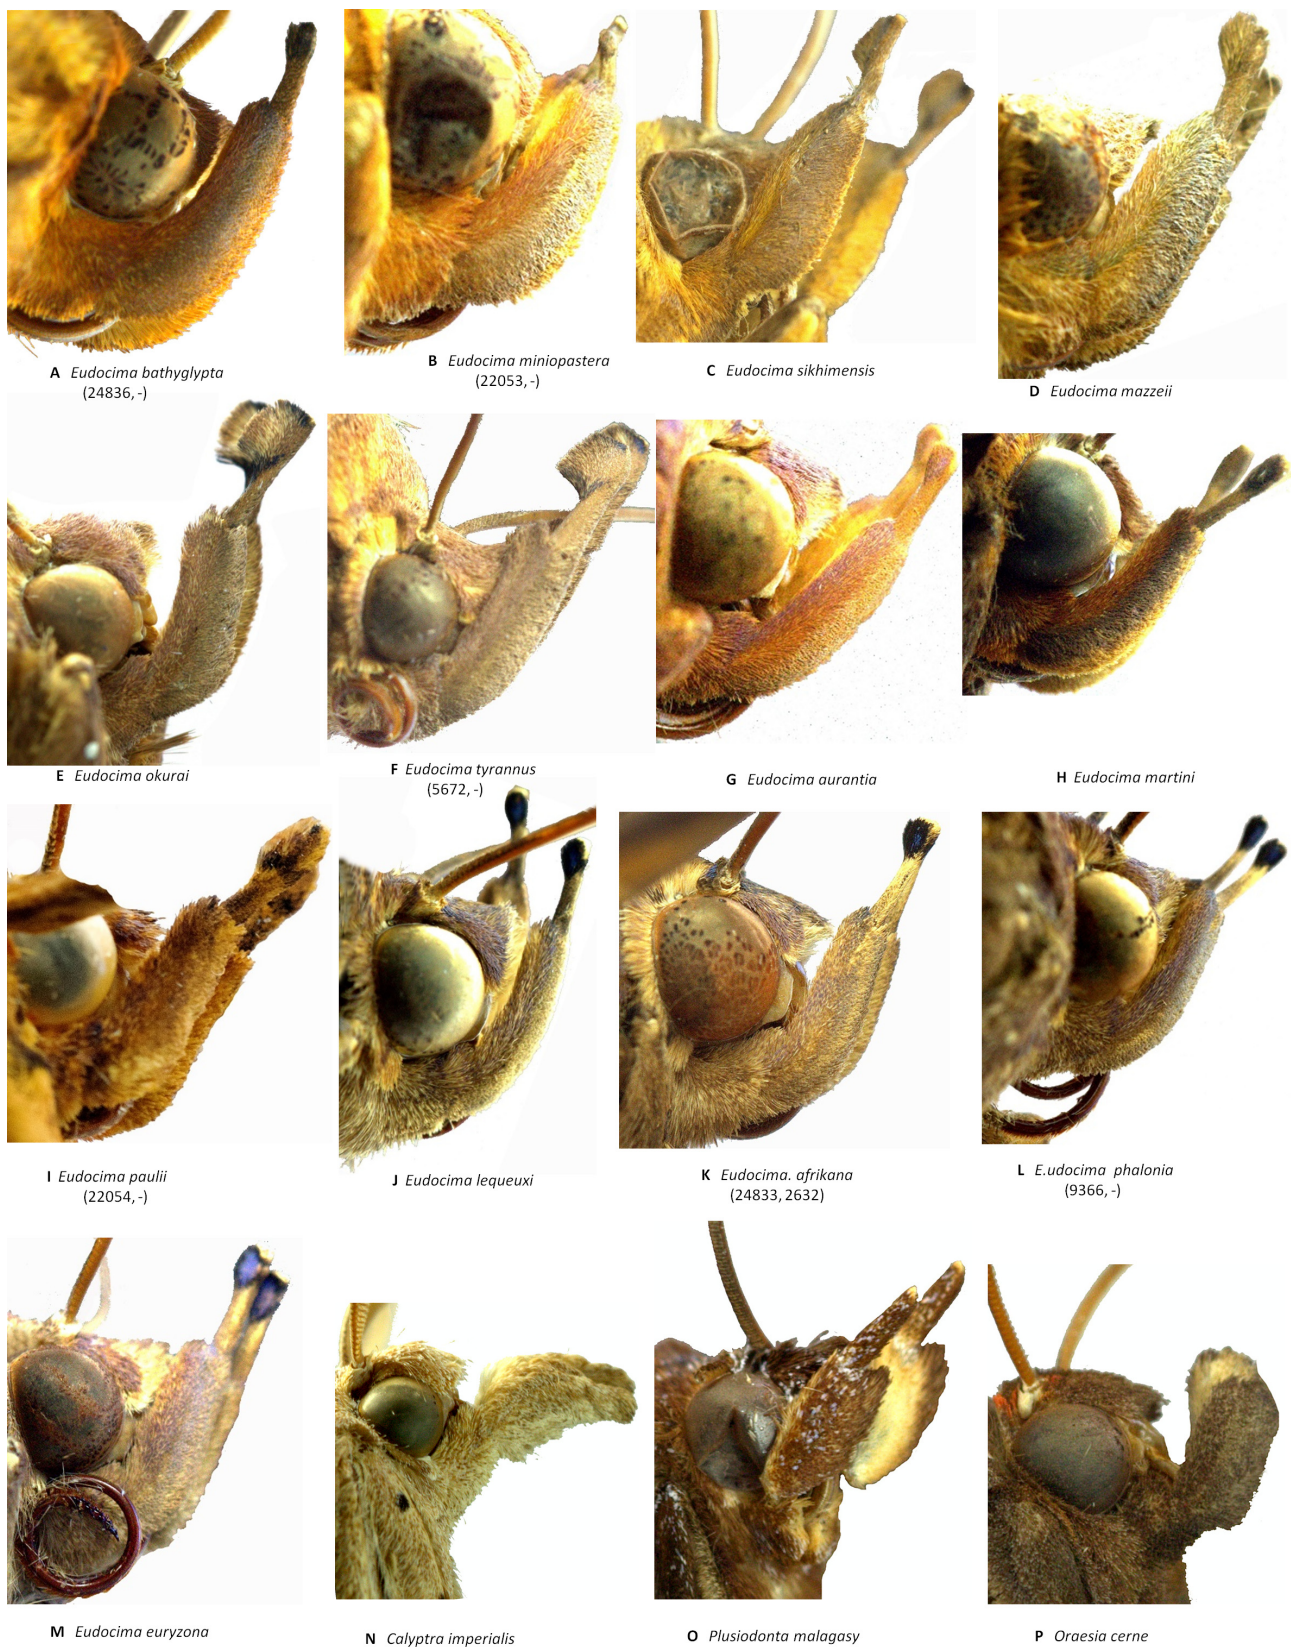 A Eudocima bathyglypta
(24836, -)
B Eudocima miniopastera
(22053, -)
C Eudocima sikhimensis
D Eudocima mazzeii
E Eudocima okurai
F Eudocima tyrannus
(5672, -)
G Eudocima aurantia
H Eudocima martini
I Eudocima paulii
(22054, -)
J Eudocima lequeuxi
K Eudocima. afrikana
(24833, 2632)
L E.udocima phalonia
(9366, -)
M Eudocima euryzona
N Calyptra imperialis
O Plusiodonta malagasy
P Oraesia cerne